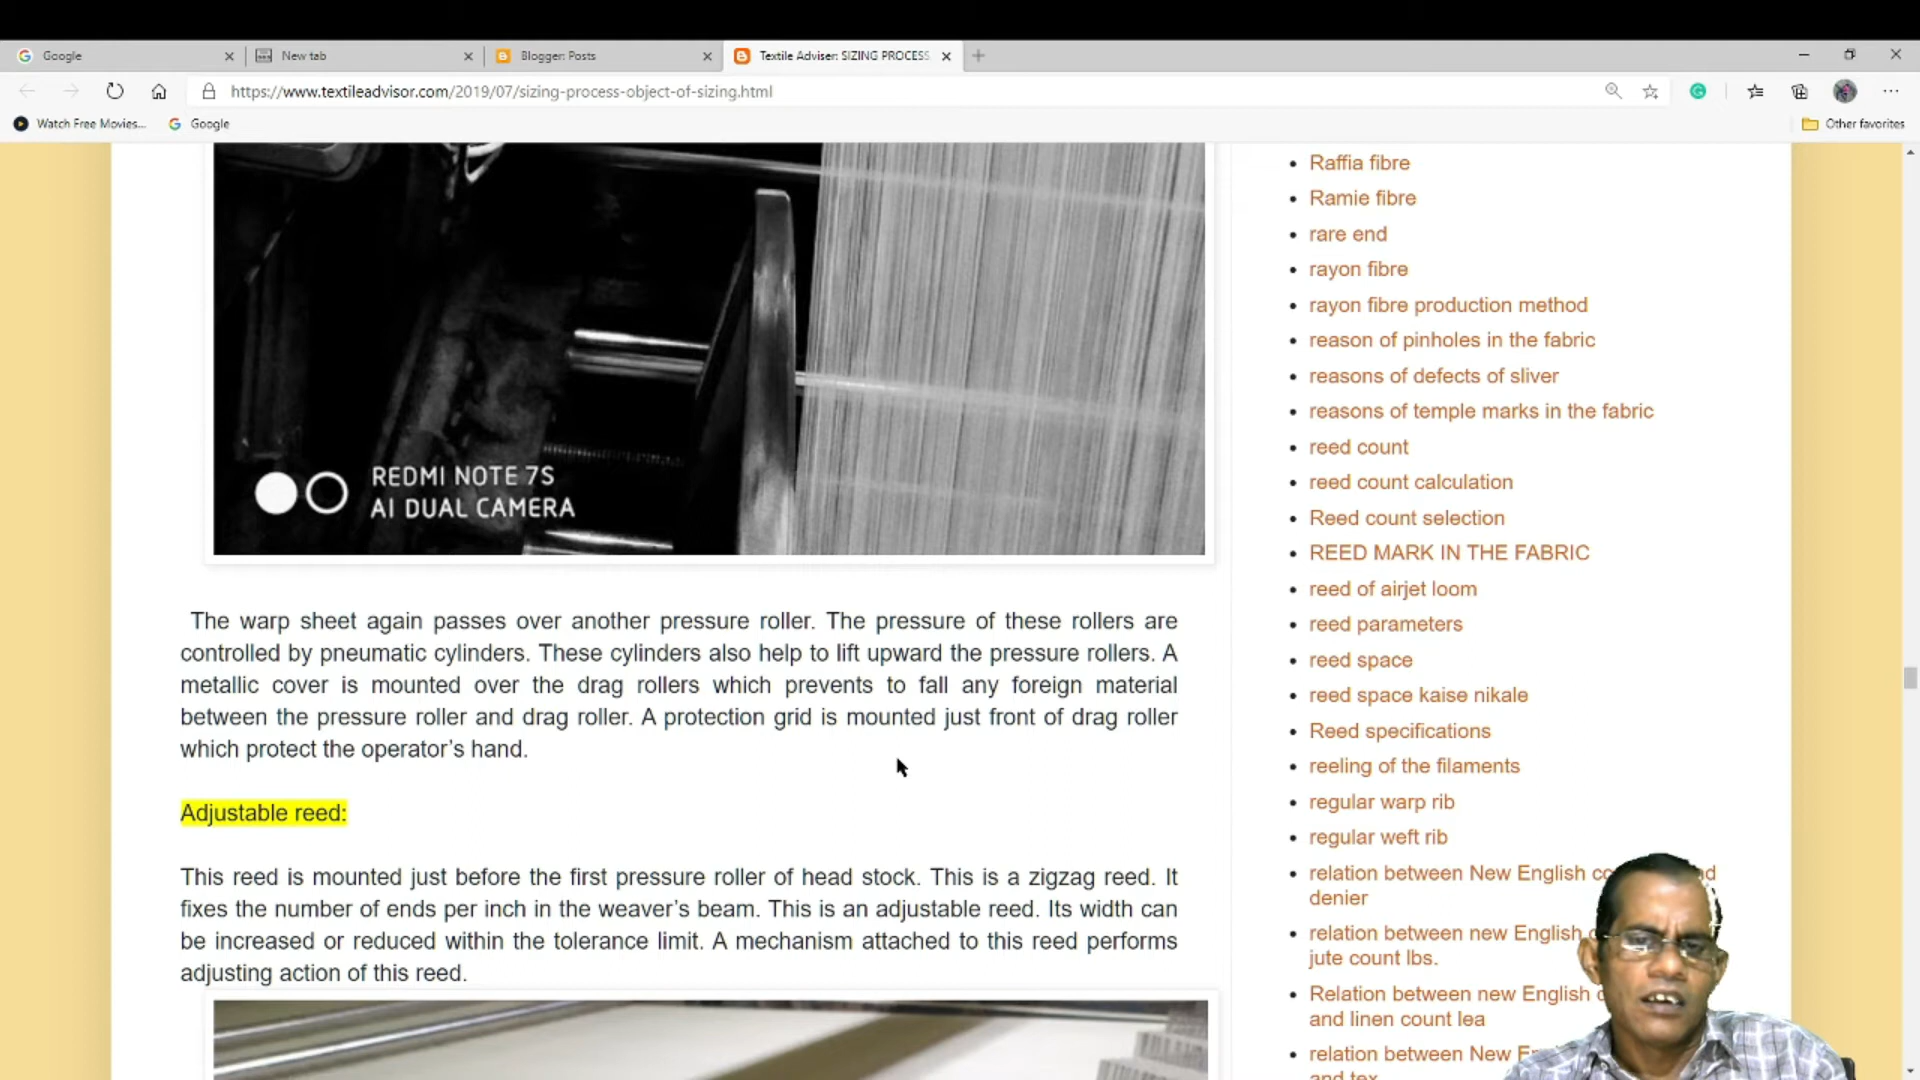 Google
New tab
Blogger: Posts
Textile Adviser: SIZING PROCESS
https://www.textileadvisor.com/2019/07/sizing-process-object-of-sizing.html
Watch Free Movies...
Google
Other favorites
REDMI NOTE 7S
AI DUAL CAMERA
The warp sheet again passes over another pressure roller. The pressure of these rollers are
controlled by pneumatic cylinders. These cylinders also help to lift upward the pressure rollers. A
metallic cover is mounted over the drag rollers which prevents to fall any foreign material
between the pressure roller and drag roller. A protection grid is mounted just front of drag roller
which protect the operator’s hand.
Adjustable reed:
This reed is mounted just before the first pressure roller of head stock. This is a zigzag reed. It
fixes the number of ends per inch in the weaver’s beam. This is an adjustable reed. Its width can
be increased or reduced within the tolerance limit. A mechanism attached to this reed performs
adjusting action of this reed.
Raffia fibre
Ramie fibre
rare end
rayon fibre
rayon fibre production method
reason of pinholes in the fabric
reasons of defects of sliver
reasons of temple marks in the fabric
reed count
reed count calculation
Reed count selection
REED MARK IN THE FABRIC
reed of airjet loom
reed parameters
reed space
reed space kaise nikale
Reed specifications
reeling of the filaments
regular warp rib
regular weft rib
relation between New English
denier
relation between new English
jute count lbs.
Relation between new English
and linen count lea
relation between New
and tex